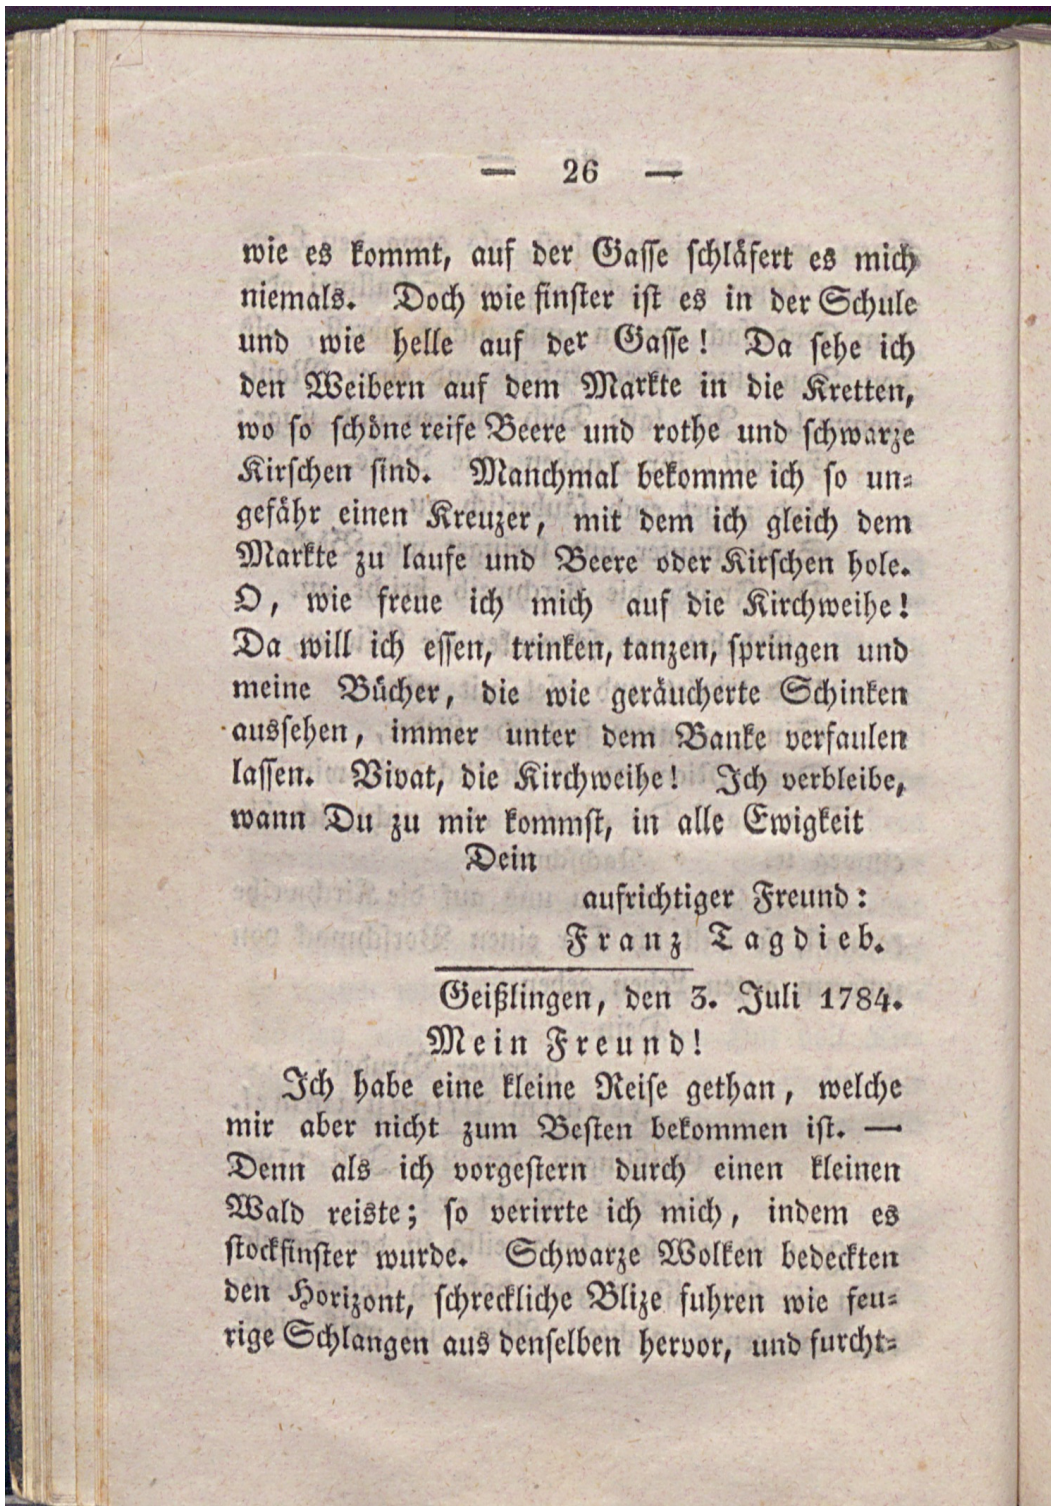 — 26 —
wie es kommt, auf der Gasse schläfert es mich
niemals. Doch wie finster ist es in der Schule
und wie helle auf der Gasse! Da sehe ich
den Weibern auf dem Markte in die Kretten,
wo so schöne reife Beere und rothe und schwarze
Kirschen sind. Manchmal bekomme ich so un-
gefähr einen Kreuzer, mit dem ich gleich dem
Markte zu laufe und Beere oder Kirschen hole.
O, wie freue ich mich auf die Kirchweihe!
Da will ich essen, trinken, tanzen, springen und
meine Bücher, die wie geräucherte Schinken
aussehen, immer unter dem Banke verfaulen
lassen. Vivat, die Kirchweihe! Ich verbleibe,
wann Du zu mir kommst, in alle Ewigkeit
Dein
aufrichtiger Freund:
Franz Tagdieb.
Geißlingen, den 3. Juli 1784.
Mein Freund!
Ich habe eine kleine Reise gethan, welche
mir aber nicht zum Besten bekommen ist. —
Denn als ich vorgestern durch einen kleinen
Wald reiste; so verirrte ich mich, indem es
stockfinster wurde. Schwarze Wolken bedeckten
den Horizont, schreckliche Blize fuhren wie feu-
rige Schlangen aus denselben hervor, und furcht-